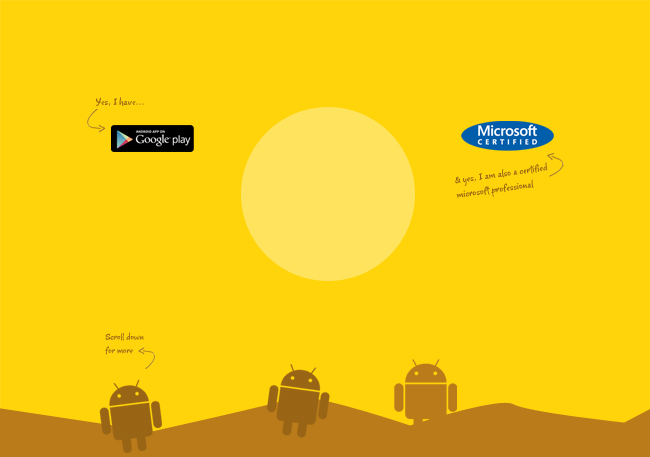 Yes, I have...
ANDROID APP ON
Google play
Microsoft
CERTIFIED
& yes, I am also a certified
microsoft professional
Scroll down
for more